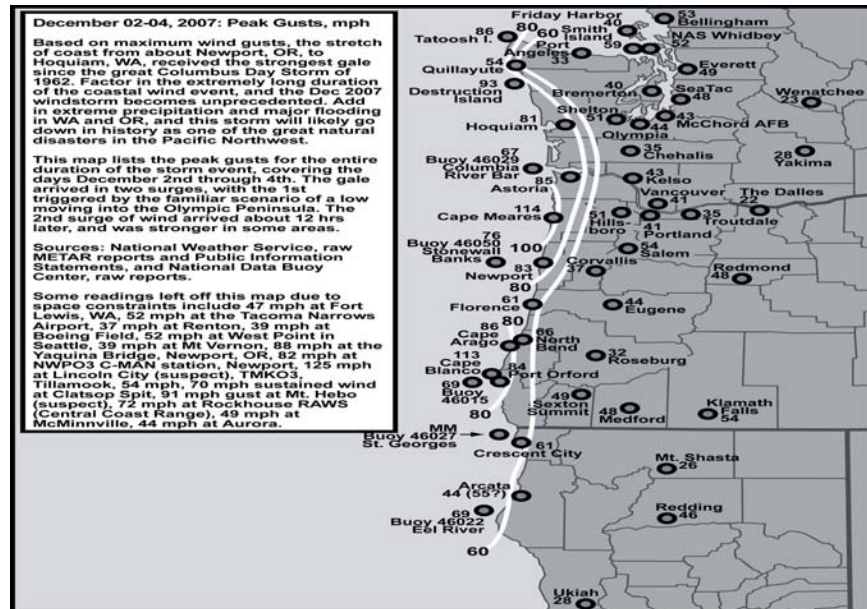 December 02-04, 2007: Peak Gusts, mph
Based on maximum wind gusts, the stretch
of coast from about Newport, OR, to
Hoquiam, WA, received the strongest gale
since the great Columbus Day Storm of
1962. Factor in the extremely long duration
of the coastal wind event, and the Dec 2007
windstorm becomes unprecedented. Add
in extreme precipitation and major flooding
in WA and OR, and this storm will likely go
down in history as one of the great natural
disasters in the Pacific Northwest.
This map lists the peak gusts for the entire
duration of the storm event, covering the
days December 2nd through 4th. The gale
arrived in two surges, with the 1st
triggered by the familiar scenario of a low
moving into the Olympic Peninsula. The
2nd surge of wind arrived about 12 hrs
later, and was stronger in some areas.
Sources: National Weather Service, raw
METAR reports and Public Information
Statements, and National Data Buoy
Center, raw reports.
Some readings left off this map due to
space constraints include 47 mph at Fort
Lewis, WA, 52 mph at the Tacoma Narrows
Airport, 37 mph at Renton, 39 mph at
Boeing Field, 52 mph at West Point in
Seattle, 39 mph at Mt Vernon, 88 mph at the
Yaquina Bridge, Newport, OR, 82 mph at
NWPO3 C-MAN station, Newport, 125 mph
at Lincoln City (suspect), TMKO3,
Tillamook, 54 mph, 70 mph sustained wind
at Clatsop Spit, 91 mph gust at Mt. Hebo
(suspect), 72 mph at Rockhouse RAWS
(Central Coast Range), 49 mph at
McMinnville, 44 mph at Aurora.
86
Tatoosh I.
80
60
Friday Harbor
40
Smith
Island
40
53
Bellingham
NAS Whidbey
59
52
Port
Angeles
33
54
Quillayute
93
Destruction
Island
Everett
49
Bremerton
40
SeaTac
48
Wenatchee
23
Shelton
51
81
Hoquiam
44
Olympia
43
McChord AFB
35
Chehalis
28
Yakima
67
Buoy 46029
Columbia
River Bar
85
Astoria
43
Kelso
Vancouver
41
The Dalles
22
114
Cape Meares
51
Hills-
boro
41
Portland
35
Troutdale
76
Buoy 46050
Stonewall
Banks
100
83
Newport
80
54
Salem
Corvallis
37
Redmond
48
61
Florence
44
Eugene
80
86
Cape
Arago
66
North
Bend
32
Roseburg
113
Cape
Blanco
84
Port Orford
69
Buoy
46015
80
49
Sexton
Summit
48
Medford
Klamath
Falls
54
MM
Buoy 46027
St. Georges
61
Crescent City
Mt. Shasta
26
Arcata
44 (55?)
69
Buoy 46022
Eel River
60
Redding
46
Ukiah
28